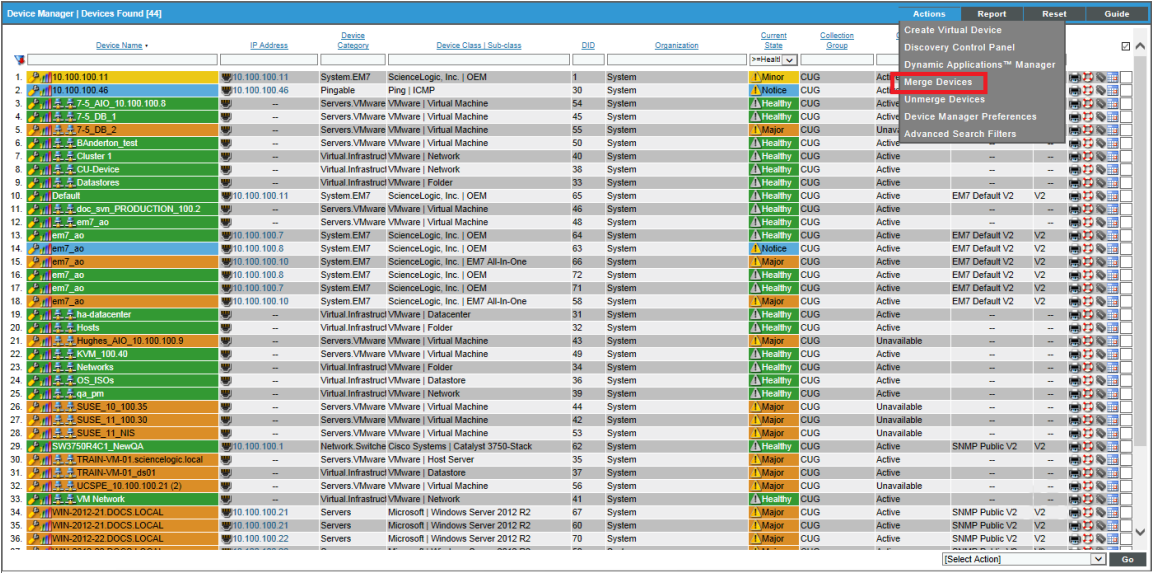 Device Manager | Devices Found [44] Actions Report Reset Guide
Create Virtual Device
Discovery Control Panel
Dynamic Applications™ Manager
Merge Devices
Unmerge Devices
Device Manager Preferences
Advanced Search Filters
Device Name • IP Address Device Category Device Class | Sub-class DID Organization Current State Collection Group
>=Healtl
1. 10.100.100.11 10.100.100.11 System.EM7 ScienceLogic, Inc. | OEM 1 System Minor CUG
2. 10.100.100.46 10.100.100.46 Pingable Ping | ICMP 30 System Notice CUG
3. 7-5_AIO_10.100.100.8 -- Servers.VMware VMware | Virtual Machine 54 System Healthy CUG
4. 7-5_DB_1 -- Servers.VMware VMware | Virtual Machine 45 System Healthy CUG
5. 7-5_DB_2 -- Servers.VMware VMware | Virtual Machine 55 System Major CUG
6. BAnderton_test -- Servers.VMware VMware | Virtual Machine 50 System Healthy CUG Active -- --
7. Cluster 1 -- Virtual.Infrastruct VMware | Network 40 System Healthy CUG Active -- --
8. CU-Device -- Virtual.Infrastruct VMware | Network 38 System Healthy CUG Active -- --
9. Datastores -- Virtual.Infrastruct VMware | Folder 33 System Healthy CUG Active -- --
10. Default 10.100.100.11 System.EM7 ScienceLogic, Inc. | OEM 65 System Healthy CUG Active EM7 Default V2 V2
11. doc_svn_PRODUCTION_100.2 -- Servers.VMware VMware | Virtual Machine 46 System Healthy CUG Active -- --
12. em7_ao -- Servers.VMware VMware | Virtual Machine 48 System Healthy CUG Active -- --
13. em7_ao 10.100.100.7 System.EM7 ScienceLogic, Inc. | OEM 64 System Healthy CUG Active EM7 Default V2 V2
14. em7_ao 10.100.100.8 System.EM7 ScienceLogic, Inc. | OEM 63 System Notice CUG Active EM7 Default V2 V2
15. em7_ao 10.100.100.10 System.EM7 ScienceLogic, Inc. | EM7 All-In-One 66 System Major CUG Active EM7 Default V2 V2
16. em7_ao 10.100.100.8 System.EM7 ScienceLogic, Inc. | OEM 72 System Healthy CUG Active EM7 Default V2 V2
17. em7_ao 10.100.100.7 System.EM7 ScienceLogic, Inc. | OEM 71 System Healthy CUG Active EM7 Default V2 V2
18. em7_ao 10.100.100.10 System.EM7 ScienceLogic, Inc. | EM7 All-In-One 58 System Major CUG Active EM7 Default V2 V2
19. ha-datacenter -- Virtual.Infrastruct VMware | Datacenter 31 System Healthy CUG Active -- --
20. Hosts -- Virtual.Infrastruct VMware | Folder 32 System Healthy CUG Active -- --
21. Hughes_AIO_10.100.100.9 -- Servers.VMware VMware | Virtual Machine 43 System Major CUG Unavailable -- --
22. KVM_100.40 -- Servers.VMware VMware | Virtual Machine 49 System Healthy CUG Active -- --
23. Networks -- Virtual.Infrastruct VMware | Folder 34 System Healthy CUG Active -- --
24. OS_ISOs -- Virtual.Infrastruct VMware | Datastore 36 System Healthy CUG Active -- --
25. qa_pm -- Virtual.Infrastruct VMware | Network 39 System Healthy CUG Active -- --
26. SUSE_10_100.35 -- Servers.VMware VMware | Virtual Machine 44 System Major CUG Unavailable -- --
27. SUSE_11_100.30 -- Servers.VMware VMware | Virtual Machine 42 System Major CUG Unavailable -- --
28. SUSE_11_NIS -- Servers.VMware VMware | Virtual Machine 53 System Major CUG Unavailable -- --
29. SW3750R4C1_NewQA 10.100.100.1 Network.Switche Cisco Systems | Catalyst 3750-Stack 62 System Healthy CUG Active SNMP Public V2 V2
30. TRAIN-VM-01.sciencelogic.local -- Servers.VMware VMware | Host Server 35 System Major CUG Active -- --
31. TRAIN-VM-01_ds01 -- Virtual.Infrastruct VMware | Datastore 37 System Major CUG Active -- --
32. UCSPE_10.100.100.21 (2) -- Servers.VMware VMware | Virtual Machine 56 System Major CUG Unavailable -- --
33. VM Network -- Virtual.Infrastruct VMware | Network 41 System Healthy CUG Active -- --
34. WIN-2012-21.DOCS.LOCAL 10.100.100.21 Servers Microsoft | Windows Server 2012 R2 67 System Major CUG Active SNMP Public V2 V2
35. WIN-2012-21.DOCS.LOCAL 10.100.100.21 Servers Microsoft | Windows Server 2012 R2 60 System Major CUG Active SNMP Public V2 V2
36. WIN-2012-22.DOCS.LOCAL 10.100.100.22 Servers Microsoft | Windows Server 2012 R2 70 System Major CUG Active SNMP Public V2 V2
[Select Action] Go